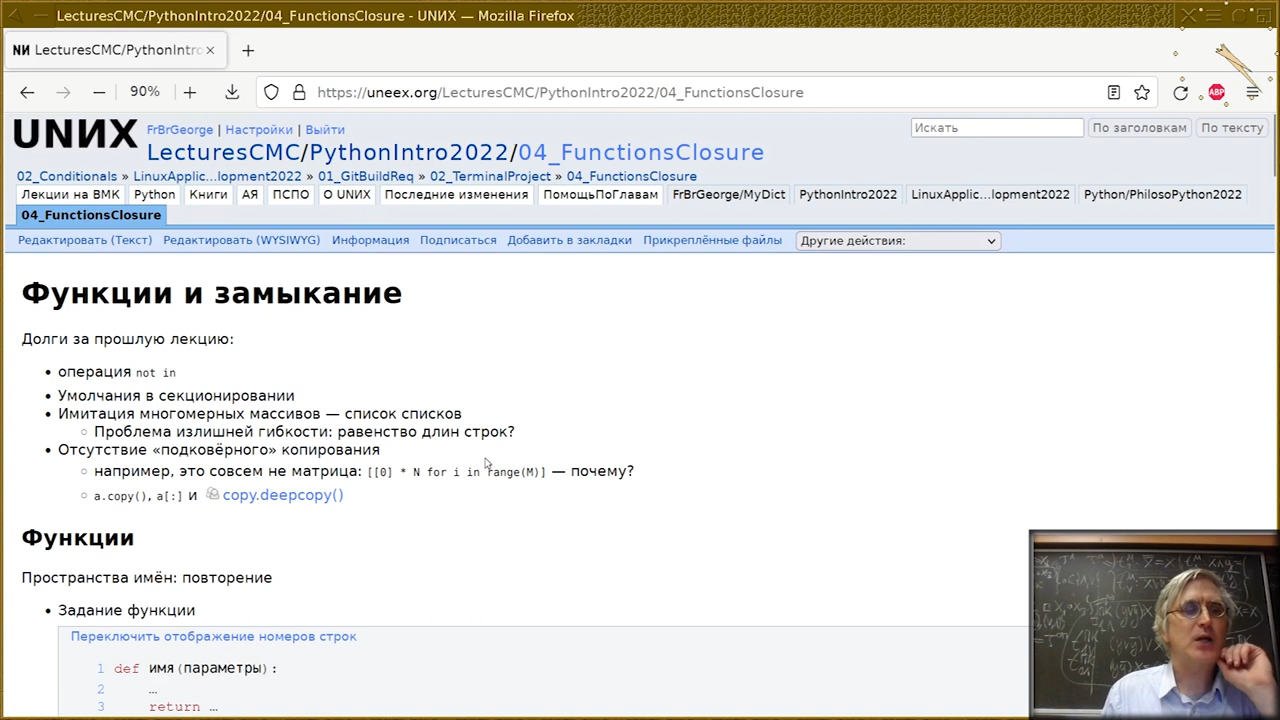 LecturesCMC/PythonIntro2022/04_FunctionsClosure - UNИX — Mozilla Firefox
ИИ LecturesCMC/PythonIntro
90%
https://uneex.org/LecturesCMC/PythonIntro2022/04_FunctionsClosure
ABP
UNИX FrBrGeorge | Настройки | Выйти
Искать По заголовкам По тексту
LecturesCMC/PythonIntro2022/04_FunctionsClosure
02_Conditionals » LinuxApplic...lopment2022 » 01_GitBuildReq » 02_TerminalProject » 04_FunctionsClosure
Лекции на ВМК Python Книги АЯ ПСПО О UNIX Последние изменения ПомощьПоГлавам FrBrGeorge/MyDict PythonIntro2022 LinuxApplic...lopment2022 Python/PhilosoPython2022
04_FunctionsClosure
Редактировать (Текст) Редактировать (WYSIWYG) Информация Подписаться Добавить в закладки Прикреплённые файлы Другие действия:
Функции и замыкание
Долги за прошлую лекцию:
• операция not in
• Умолчания в секционировании
• Имитация многомерных массивов — список списков
◦ Проблема излишней гибкости: равенство длин строк?
• Отсутствие «подковёрного» копирования
◦ например, это совсем не матрица: [[0] * N for i in range(M)] — почему?
◦ a.copy(), a[:] и copy.deepcopy()
Функции
Пространства имён: повторение
• Задание функции
Переключить отображение номеров строк
1 def имя(параметры):
2 …
3 return …